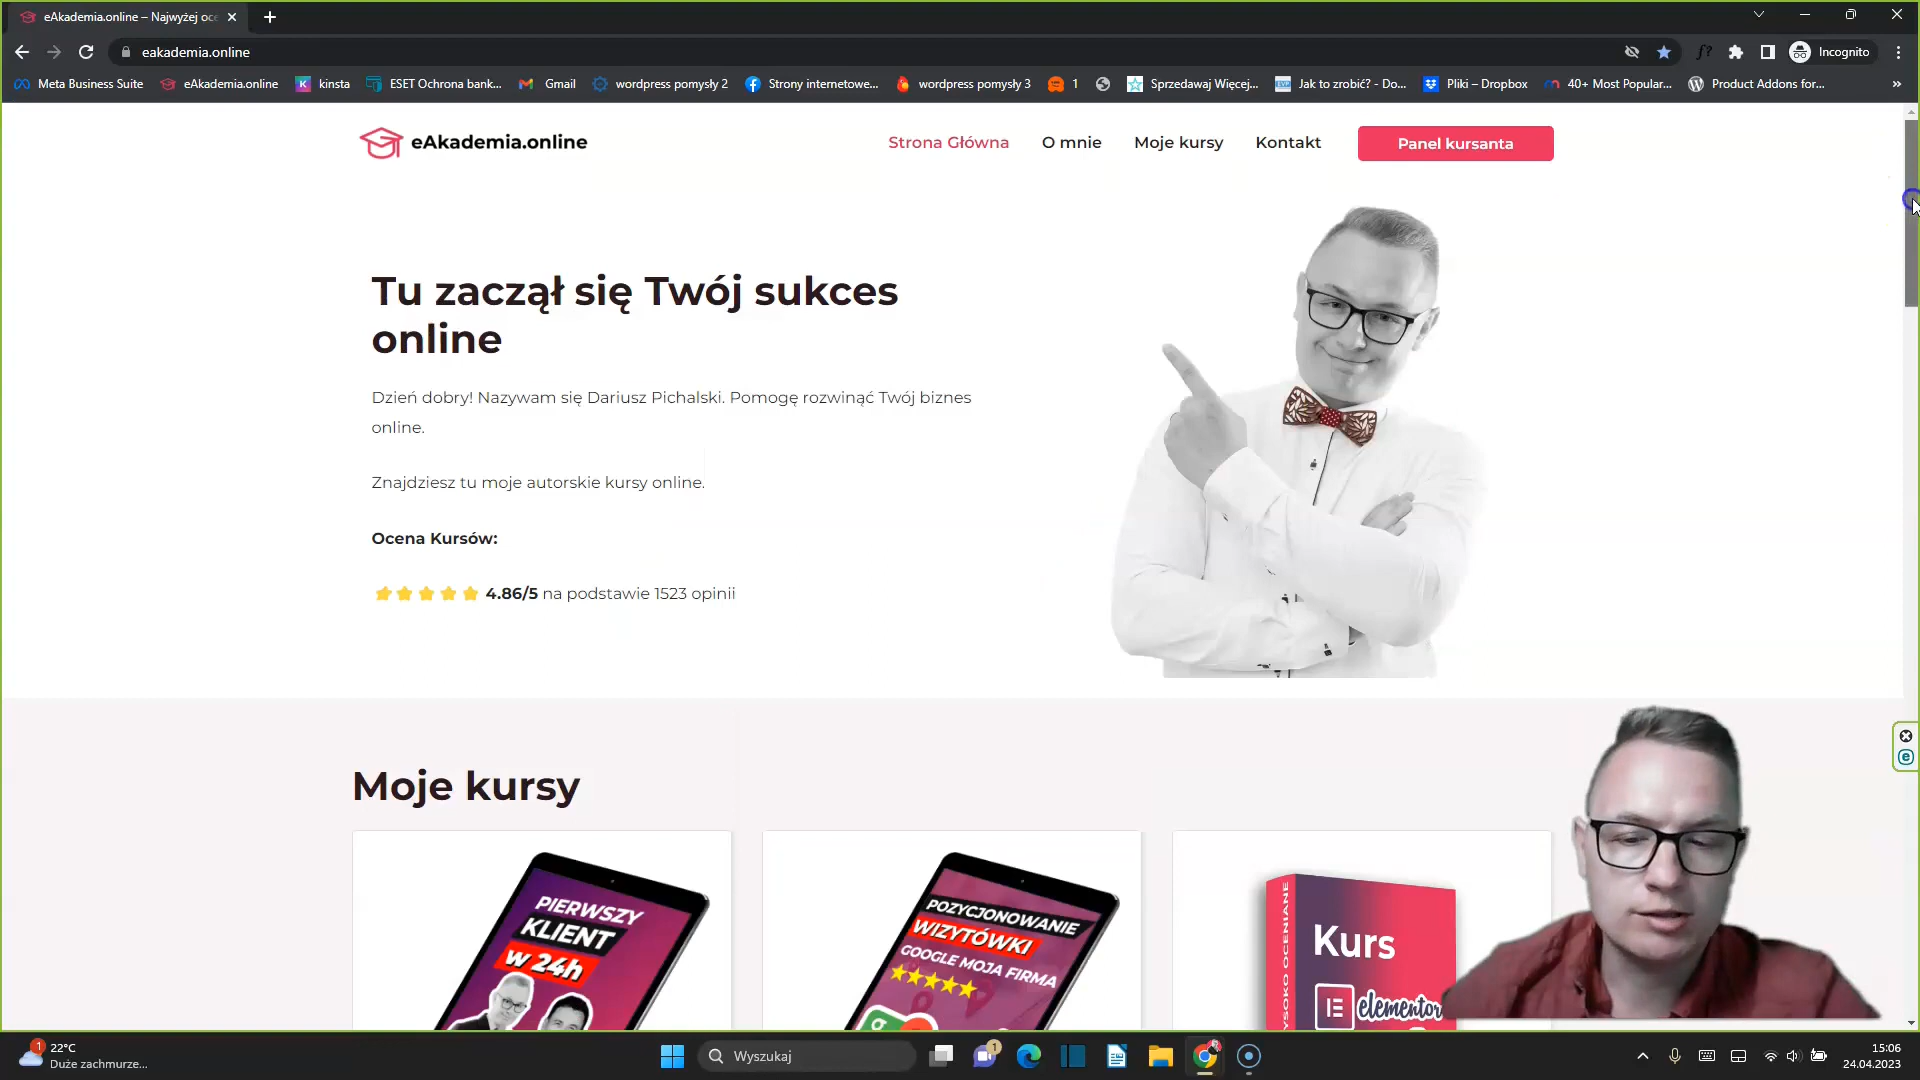 eAkademia.online – Najwyżej oce
eakademia.online
Incognito
Meta Business Suite
eAkademia.online
kinsta
ESET Ochrona bank...
Gmail
wordpress pomysły 2
Strony internetowe...
wordpress pomysły 3
1
Sprzedawaj Więcej,...
Jak to zrobić? - Do...
Pliki – Dropbox
40+ Most Popular...
Product Addons for...
eAkademia.online
Strona Główna
O mnie
Moje kursy
Kontakt
Panel kursanta
Tu zaczął się Twój sukces
online
Dzień dobry! Nazywam się Dariusz Pichalski. Pomogę rozwinąć Twój biznes
online.
Znajdziesz tu moje autorskie kursy online.
Ocena Kursów:
4.86/5 na podstawie 1523 opinii
Moje kursy
PIERWSZY
KLIENT
w 24h
POZYCJONOWANIE
WIZYTÓWKI
GOOGLE MOJA FIRMA
YSOKO OCENIANE
Kurs
elementor
1
22°C
Duże zachmurze...
Wyszukaj
1
15:06
24.04.2023